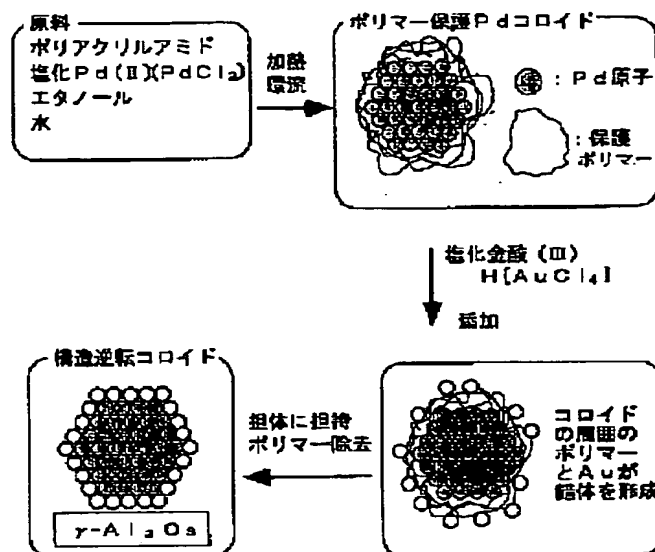 原料
ポリアクリルアミド
塩化Pd(Ⅱ)(PdCl₂)
エタノール
水
加熱
還流
ポリマー保護Pdコロイド
: Pd原子
: 保護
ポリマー
塩化金酸(Ⅲ)
H[AuCl₄]
添加
コロイド
の周囲の
ポリマー
とAuが
錯体を形成
担体に担持
ポリマー除去
構造逆転コロイド
γ-Al₂O₃